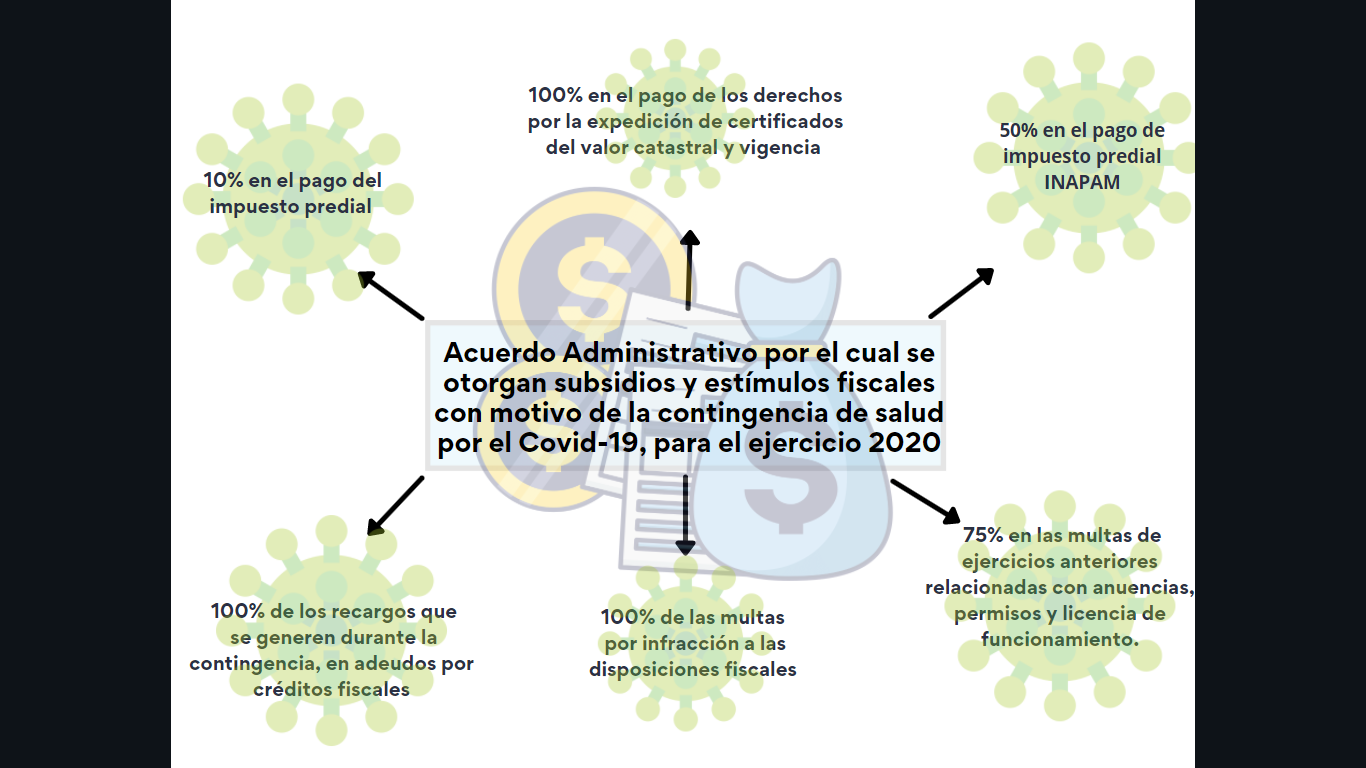 100% en el pago de los derechos
por la expedición de certificados
del valor catastral y vigencia
50% en el pago de
impuesto predial
INAPAM
10% en el pago del
impuesto predial
Acuerdo Administrativo por el cual se
otorgan subsidios y estímulos fiscales
con motivo de la contingencia de salud
por el Covid-19, para el ejercicio 2020
100% de los recargos que
se generen durante la
contingencia, en adeudos por
créditos fiscales
100% de las multas
por infracción a las
disposiciones fiscales
75% en las multas de
ejercicios anteriores
relacionadas con anuencias,
permisos y licencia de
funcionamiento.